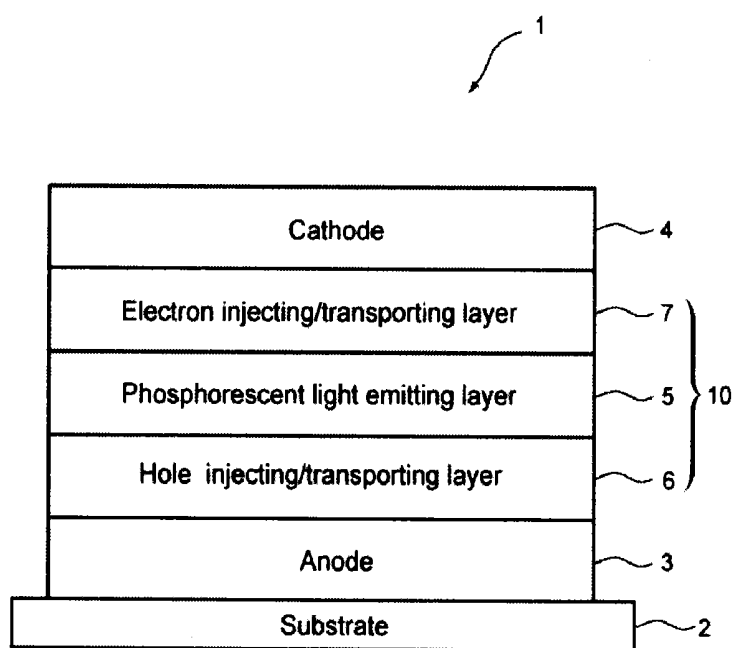 1
Cathode 4
Electron injecting/transporting layer 7
Phosphorescent light emitting layer 5 10
Hole injecting/transporting layer 6
Anode 3
Substrate 2